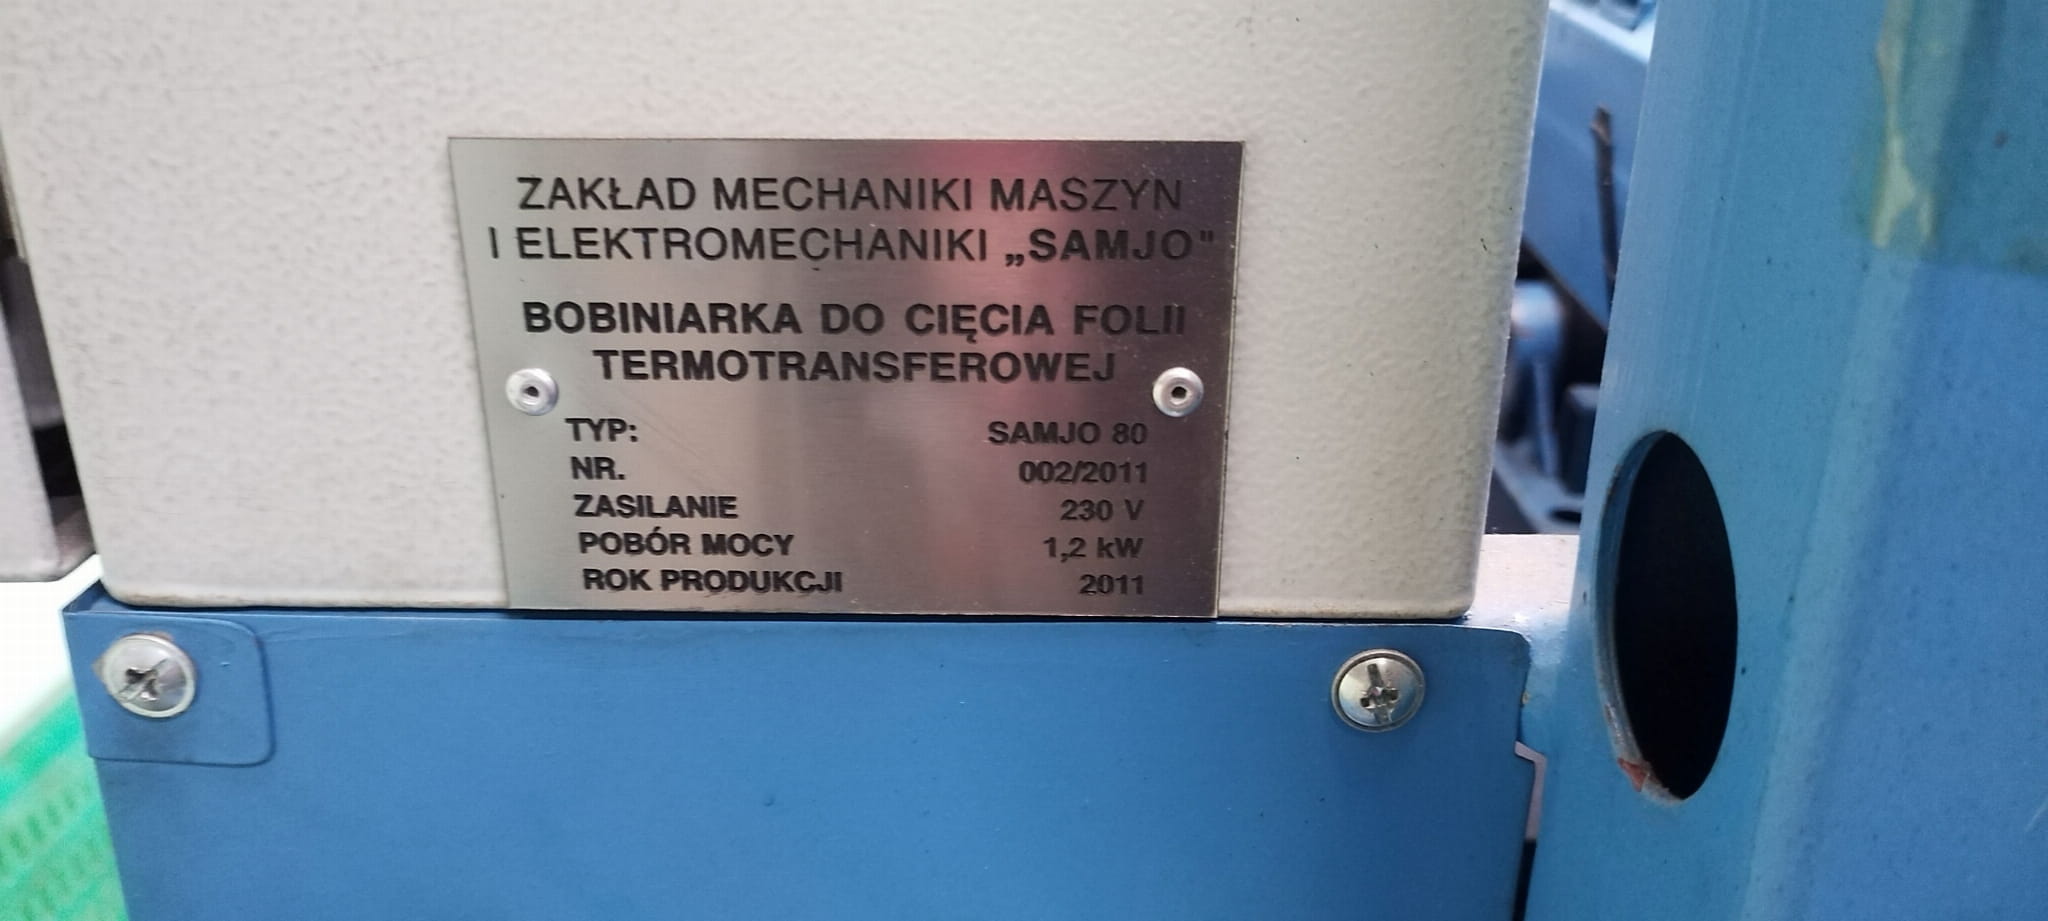 ZAKŁAD MECHANIKI MASZYN
I ELEKTROMECHANIKI „SAMJO"
BOBINIARKA DO CIĘCIA FOLII
TERMOTRANSFEROWEJ
TYP: SAMJO 80
NR. 002/2011
ZASILANIE 230 V
POBÓR MOCY 1,2 kW
ROK PRODUKCJI 2011